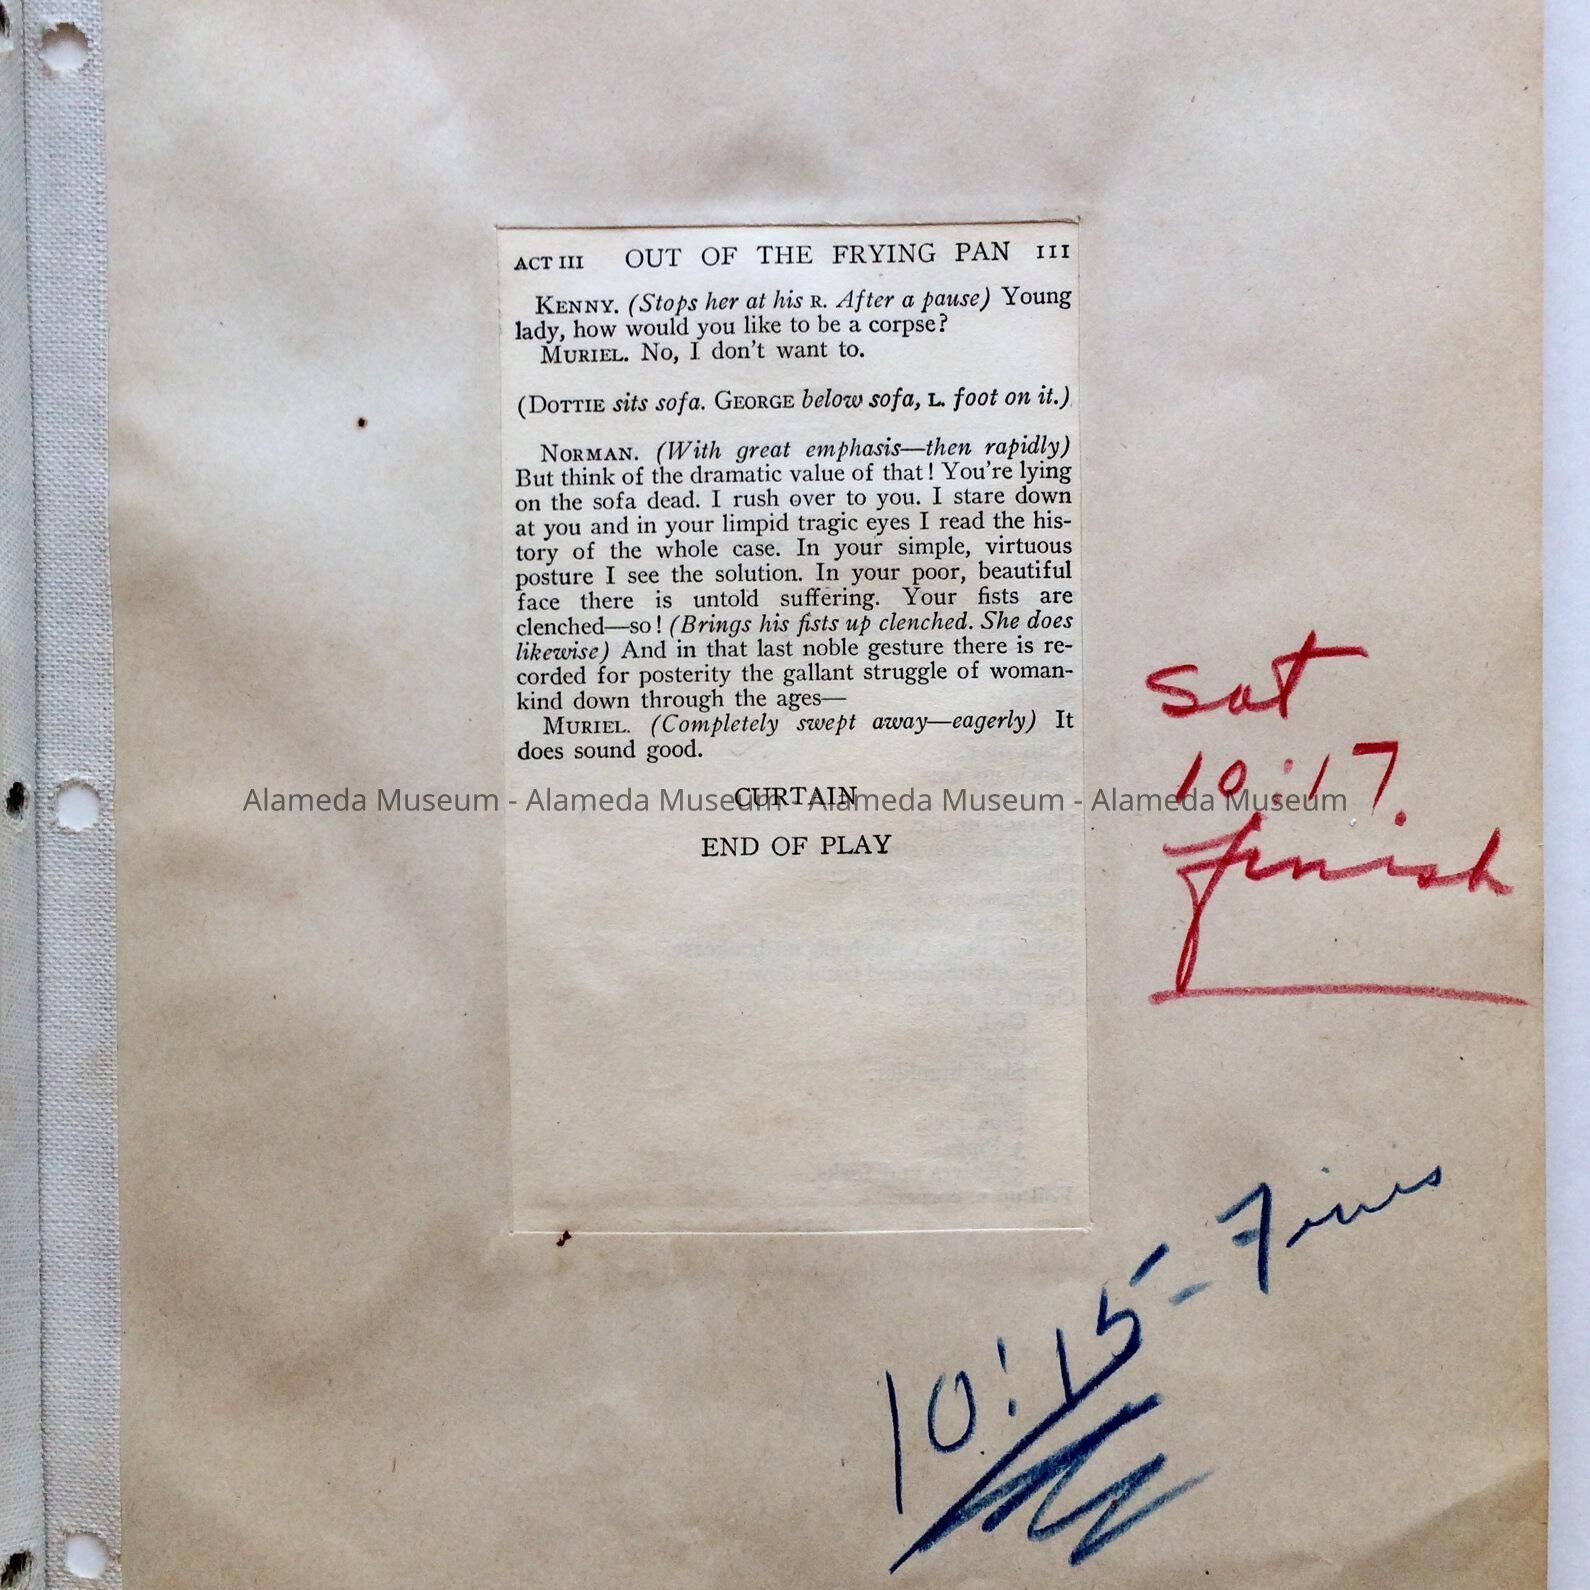 ACT III OUT OF THE FRYING PAN 111
KENNY. (Stops her at his R. After a pause) Young
lady, how would you like to be a corpse?
MURIEL. No, I don't want to.
(DOTTIE sits sofa. GEORGE below sofa, L. foot on it.)
NORMAN. (With great emphasis—then rapidly)
But think of the dramatic value of that! You're lying
on the sofa dead. I rush over to you. I stare down
at you and in your limpid tragic eyes I read the his-
tory of the whole case. In your simple, virtuous
posture I see the solution. In your poor, beautiful
face there is untold suffering. Your fists are
clenched—so! (Brings his fists up clenched. She does
likewise) And in that last noble gesture there is re-
corded for posterity the gallant struggle of woman-
kind down through the ages—
MURIEL. (Completely swept away—eagerly) It
does sound good.
CURTAIN
END OF PLAY
Alameda Museum - Alameda Museum - Alameda Museum - Alameda Museum
Sat
10:17
finish
10:15 - Finis